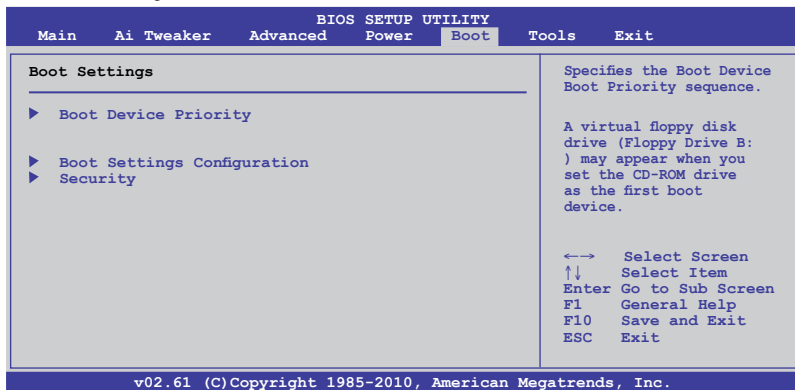 BIOS SETUP UTILITY
Main Ai Tweaker Advanced Power Boot Tools Exit
Boot Settings
Boot Device Priority
Boot Settings Configuration
Security
Specifies the Boot Device
Boot Priority sequence.
A virtual floppy disk
drive (Floppy Drive B:
) may appear when you
set the CD-ROM drive
as the first boot
device.
←→ Select Screen
↑↓ Select Item
Enter Go to Sub Screen
F1 General Help
F10 Save and Exit
ESC Exit
v02.61 (C)Copyright 1985-2010, American Megatrends, Inc.